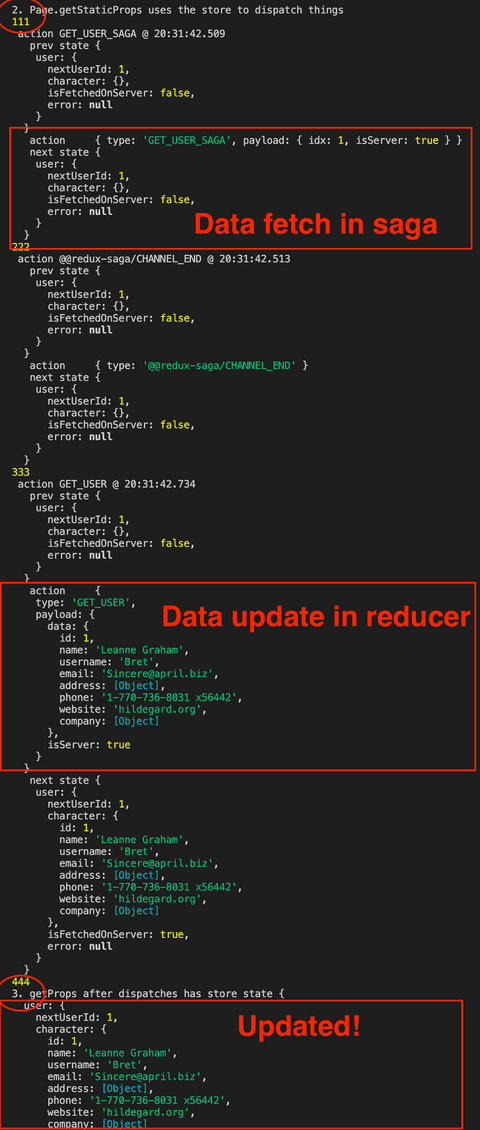 2. Page.getStaticProps uses the store to dispatch things
111
action GET_USER_SAGA @ 20:31:42.509
prev state {
user: {
nextUserId: 1,
character: {},
isFetchedOnServer: false,
error: null
}
}
action { type: 'GET_USER_SAGA', payload: { idx: 1, isServer: true } }
next state {
user: {
nextUserId: 1,
character: {},
isFetchedOnServer: false,
error: null
}
}
Data fetch in saga
222
action @@redux-saga/CHANNEL_END @ 20:31:42.513
prev state {
user: {
nextUserId: 1,
character: {},
isFetchedOnServer: false,
error: null
}
}
action { type: '@@redux-saga/CHANNEL_END' }
next state {
user: {
nextUserId: 1,
character: {},
isFetchedOnServer: false,
error: null
}
}
333
action GET_USER @ 20:31:42.734
prev state {
user: {
nextUserId: 1,
character: {},
isFetchedOnServer: false,
error: null
}
}
action {
type: 'GET_USER',
payload: {
data: {
id: 1,
name: 'Leanne Graham',
username: 'Bret',
email: 'Sincere@april.biz',
address: [Object],
phone: '1-770-736-8031 x56442',
website: 'hildegard.org',
company: [Object]
},
isServer: true
}
}
Data update in reducer
next state {
user: {
nextUserId: 1,
character: {
id: 1,
name: 'Leanne Graham',
username: 'Bret',
email: 'Sincere@april.biz',
address: [Object],
phone: '1-770-736-8031 x56442',
website: 'hildegard.org',
company: [Object]
},
isFetchedOnServer: true,
error: null
}
}
444
3. getProps after dispatches has store state {
user: {
nextUserId: 1,
character: {
id: 1,
name: 'Leanne Graham',
username: 'Bret',
email: 'Sincere@april.biz',
address: [Object],
phone: '1-770-736-8031 x56442',
website: 'hildegard.org',
company: [Object]
Updated!